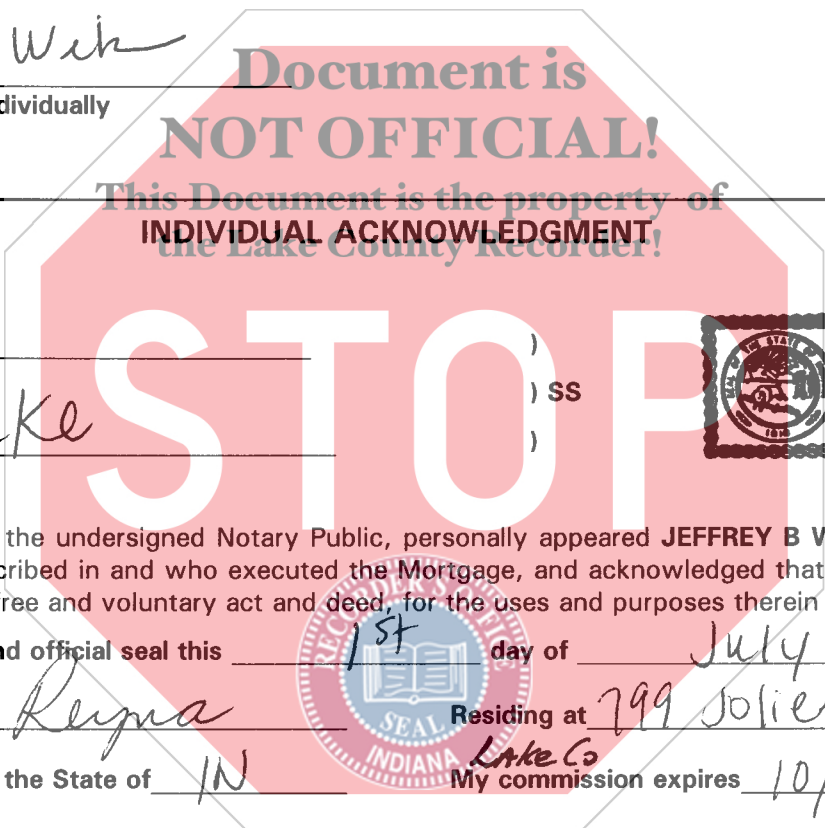 Document is
dividually
NOT OFFICIAL!
This Document is the property of
INDIVIDUAL ACKNOWLEDGMENT
the Lake County Recorder!
STOP
)
) SS
ke
)
the undersigned Notary Public, personally appeared JEFFREY B W
cribed in and who executed the Mortgage, and acknowledged that
ree and voluntary act and deed, for the uses and purposes therein
nd official seal this 1st day of July
Reyna Residing at 799 Jolie
RECORDER'S OFFICE
SEAL
INDIANA
Lake Co
the State of IN My commission expires 10/